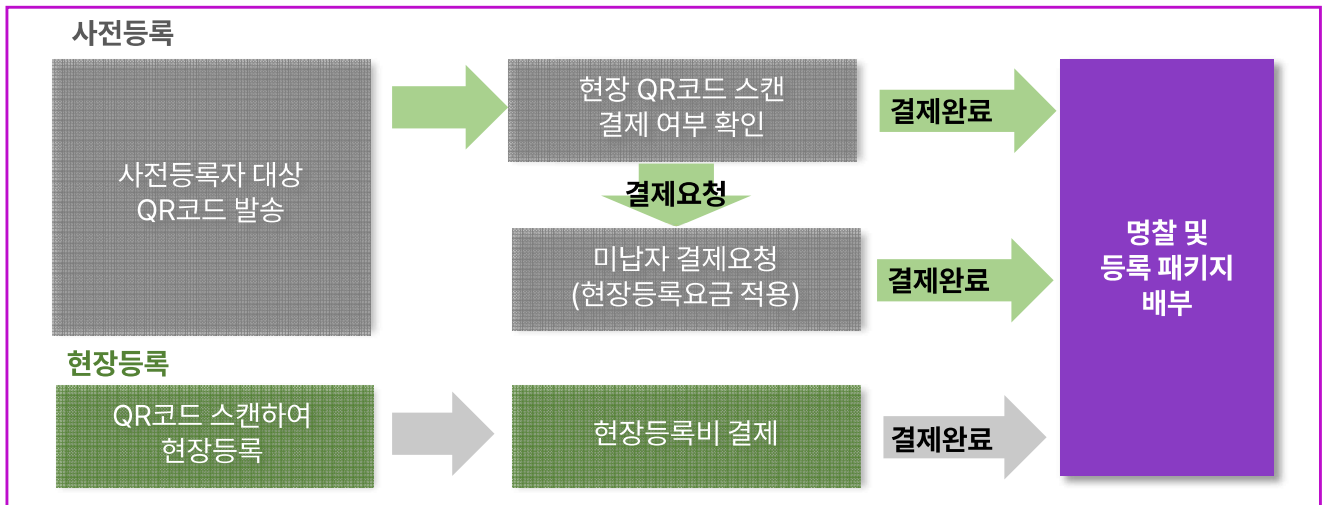 사전등록
사전등록자 대상
QR코드 발송
현장 QR코드 스캔
결제 여부 확인
결제완료
결제요청
미납자 결제요청
(현장등록요금 적용)
결제완료
명찰 및
등록 패키지
배부
현장등록
QR코드 스캔하여
현장등록
현장등록비 결제
결제완료